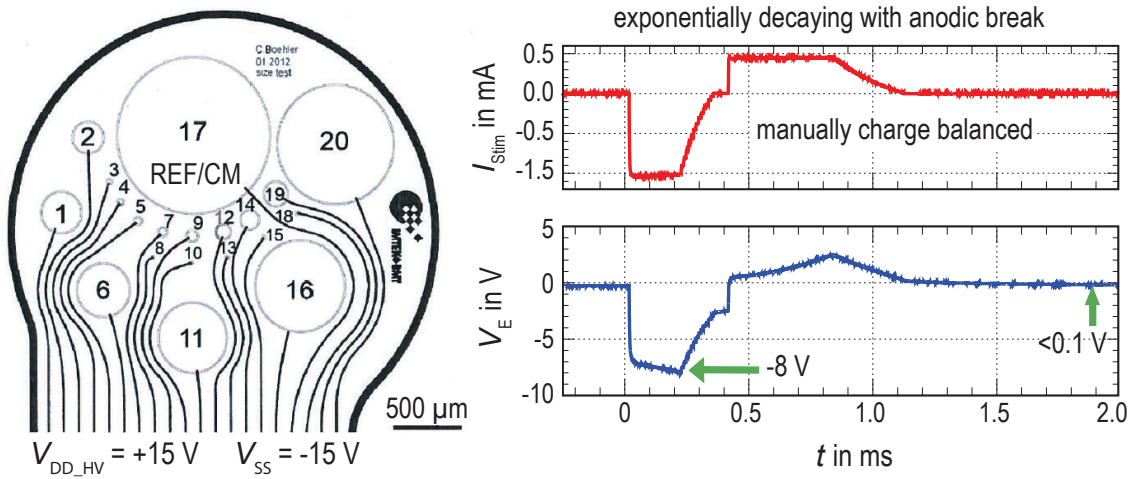 C.Boehler
01.2012
size test
17
REF/CM
20
2
3
4
5
1
7
8
9
10
12
13
14
19
18
15
6
11
16
IMTEK-BMT
500 µm
V_DD_HV = +15 V
V_SS = -15 V
exponentially decaying with anodic break
I_Stim in mA
0.5
0.0
-0.5
-1.5
manually charge balanced
V_E in V
5
0
-5
-10
-8 V
<0.1 V
0
0.5
1.0
1.5
2.0
t in ms